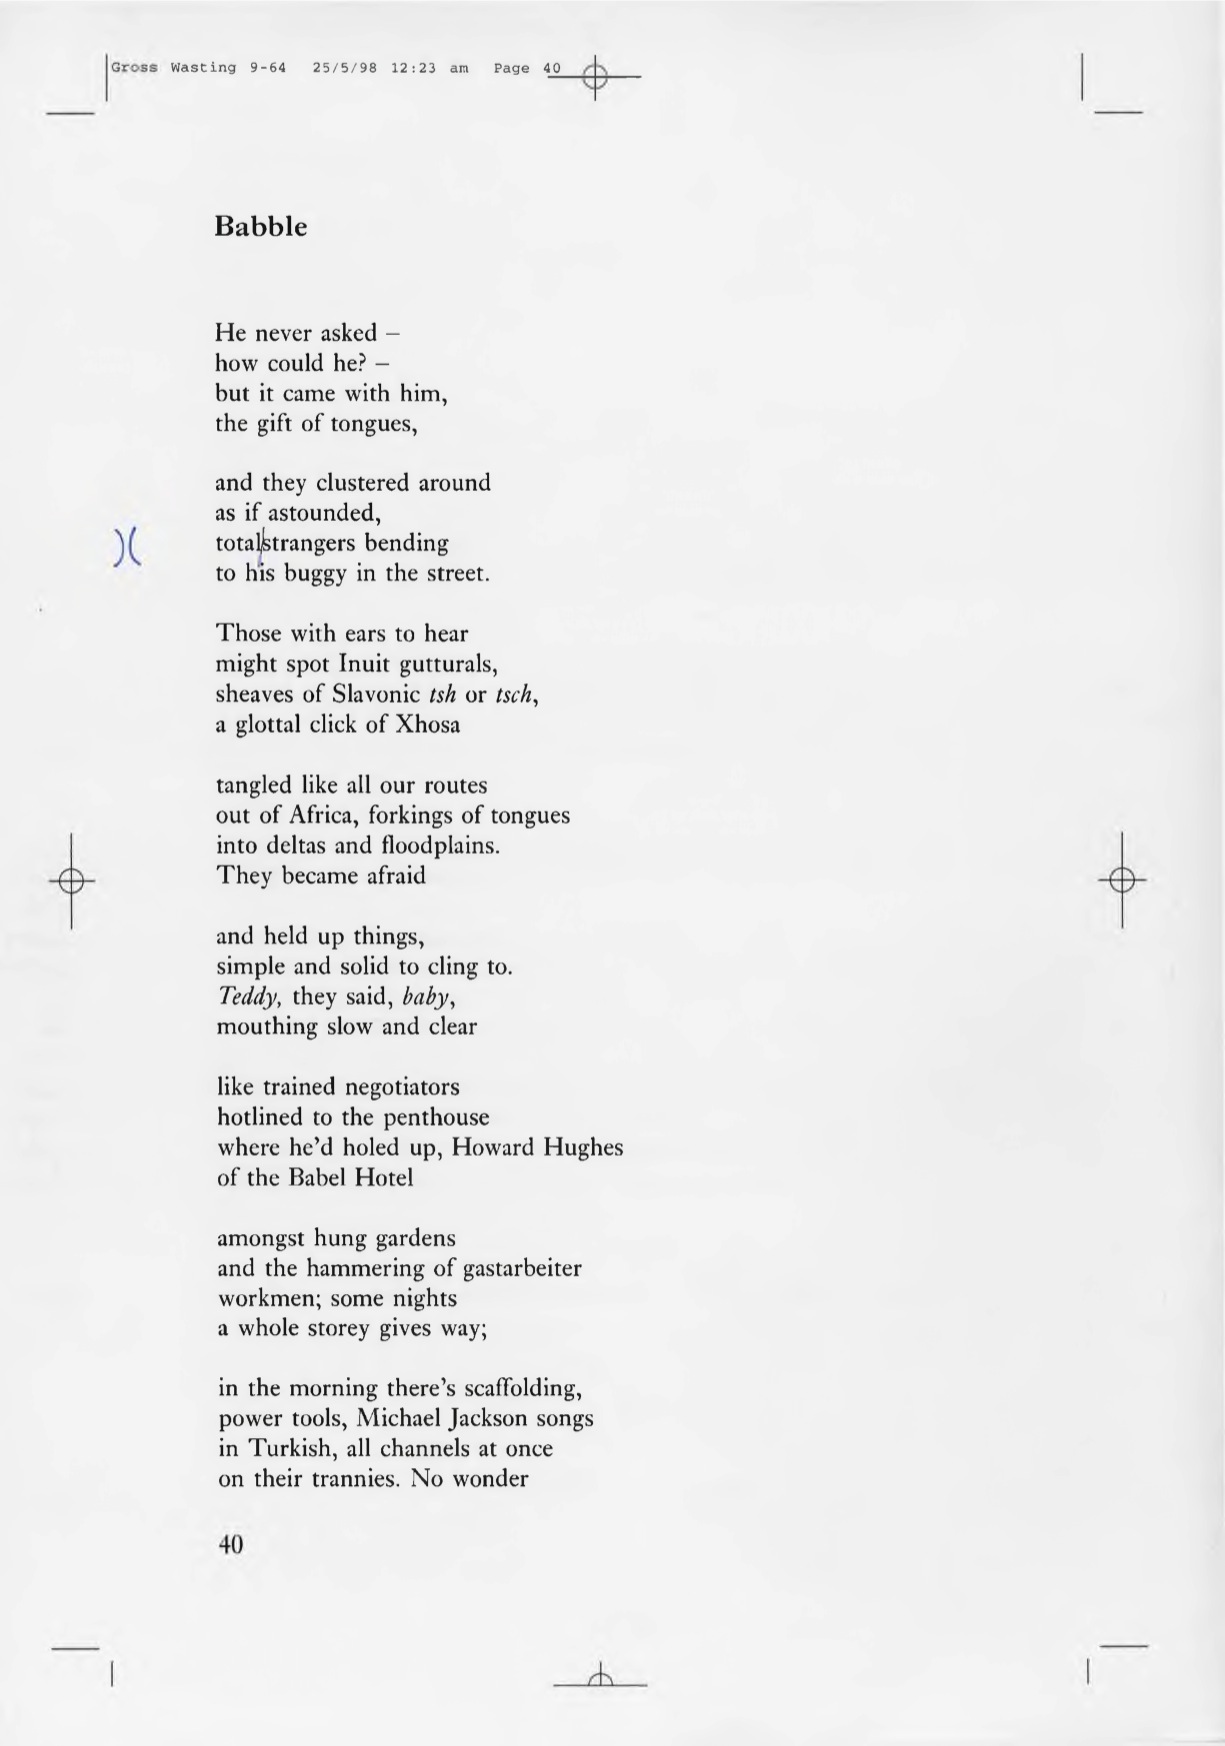 Gross Wasting 9-64 25/5/98 12:23 am Page 40
Babble
He never asked –
how could he? –
but it came with him,
the gift of tongues,
and they clustered around
as if astounded,
total strangers bending
to his buggy in the street.
Those with ears to hear
might spot Inuit gutturals,
sheaves of Slavonic tsh or tsch,
a glottal click of Xhosa
tangled like all our routes
out of Africa, forkings of tongues
into deltas and floodplains.
They became afraid
and held up things,
simple and solid to cling to.
Teddy, they said, baby,
mouthing slow and clear
like trained negotiators
hotlined to the penthouse
where he'd holed up, Howard Hughes
of the Babel Hotel
amongst hung gardens
and the hammering of gastarbeiter
workmen; some nights
a whole storey gives way;
in the morning there's scaffolding,
power tools, Michael Jackson songs
in Turkish, all channels at once
on their trannies. No wonder
40